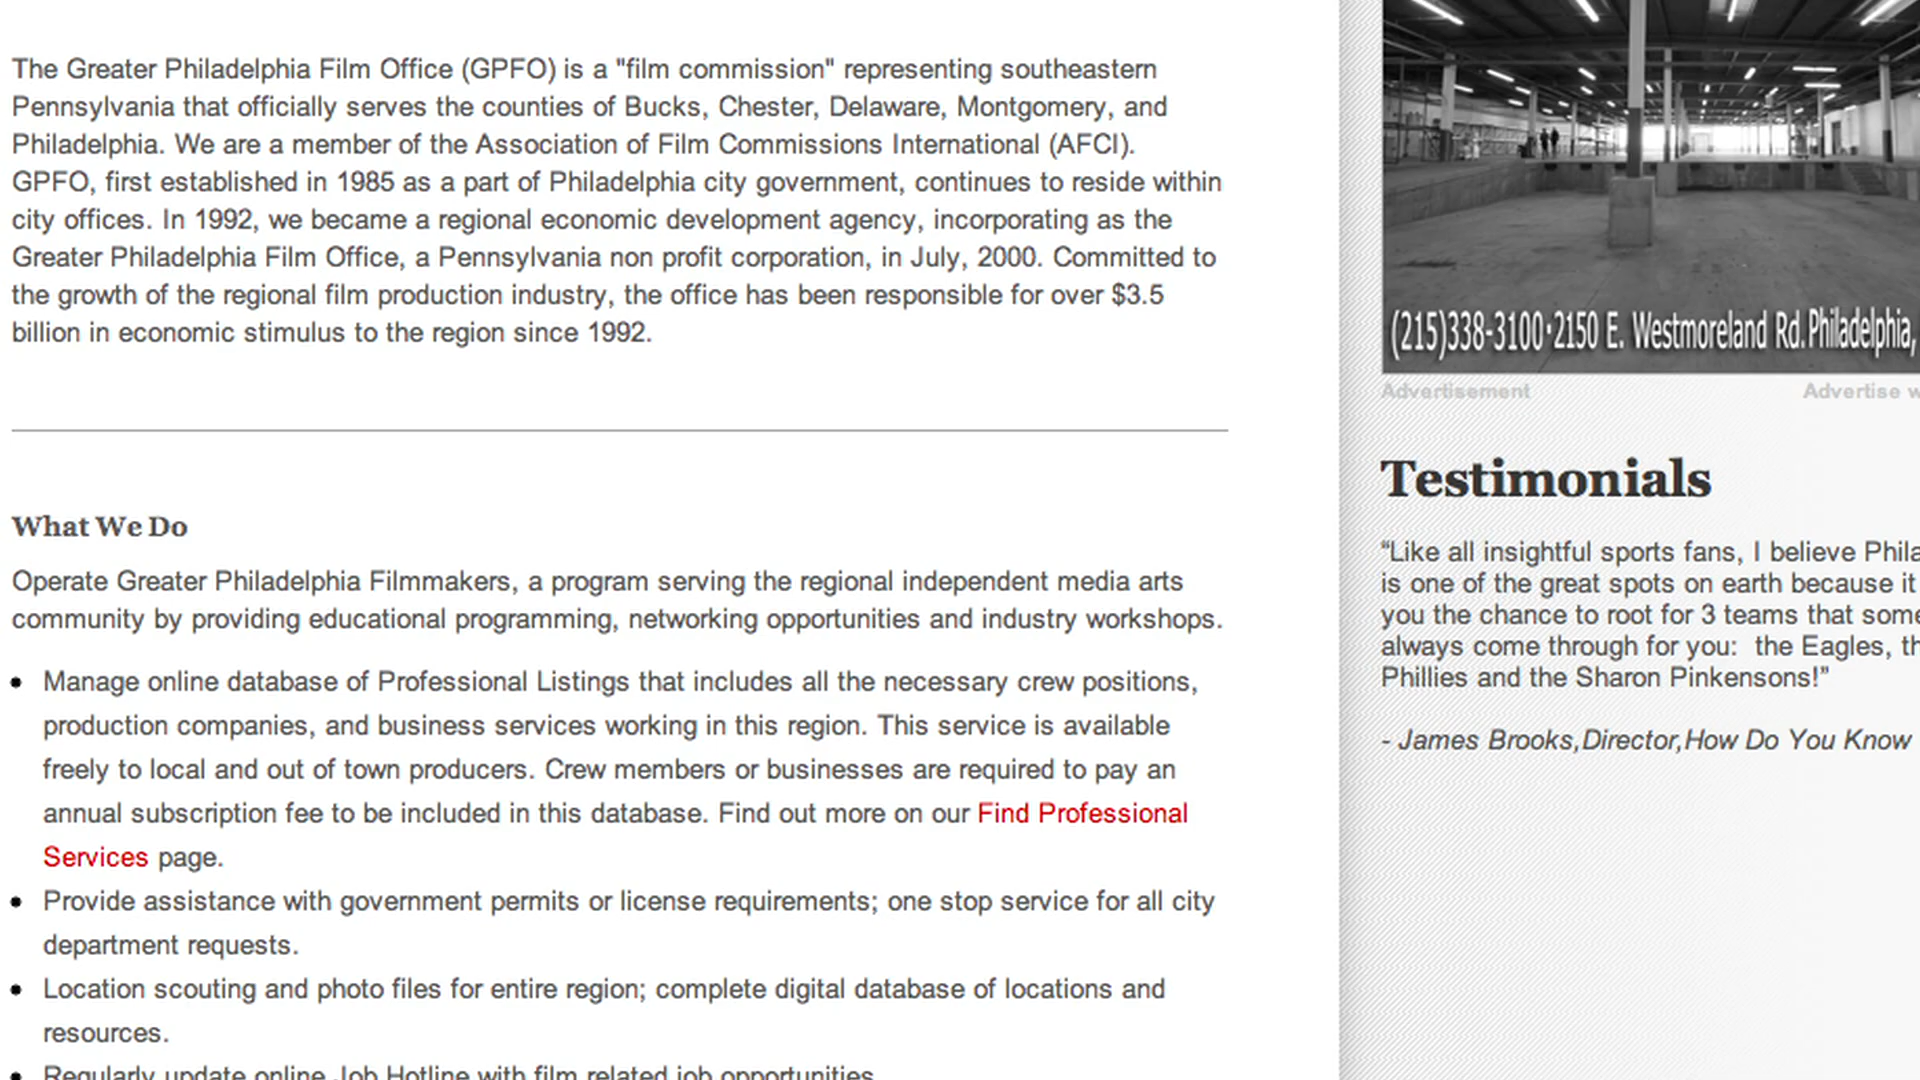 The Greater Philadelphia Film Office (GPFO) is a "film commission" representing southeastern
Pennsylvania that officially serves the counties of Bucks, Chester, Delaware, Montgomery, and
Philadelphia. We are a member of the Association of Film Commissions International (AFCI).
GPFO, first established in 1985 as a part of Philadelphia city government, continues to reside within
city offices. In 1992, we became a regional economic development agency, incorporating as the
Greater Philadelphia Film Office, a Pennsylvania non profit corporation, in July, 2000. Committed to
the growth of the regional film production industry, the office has been responsible for over $3.5
billion in economic stimulus to the region since 1992.
What We Do
Operate Greater Philadelphia Filmmakers, a program serving the regional independent media arts
community by providing educational programming, networking opportunities and industry workshops.
• Manage online database of Professional Listings that includes all the necessary crew positions,
production companies, and business services working in this region. This service is available
freely to local and out of town producers. Crew members or businesses are required to pay an
annual subscription fee to be included in this database. Find out more on our Find Professional
Services page.
• Provide assistance with government permits or license requirements; one stop service for all city
department requests.
• Location scouting and photo files for entire region; complete digital database of locations and
resources.
• Regularly update online Job Hotline with film related job opportunities
(215)338-3100·2150 E. Westmoreland Rd. Philadelphia,
Advertisement
Advertise w
Testimonials
“Like all insightful sports fans, I believe Phila
is one of the great spots on earth because it
you the chance to root for 3 teams that some
always come through for you:  the Eagles, th
Phillies and the Sharon Pinkensons!”
- James Brooks,Director,How Do You Know